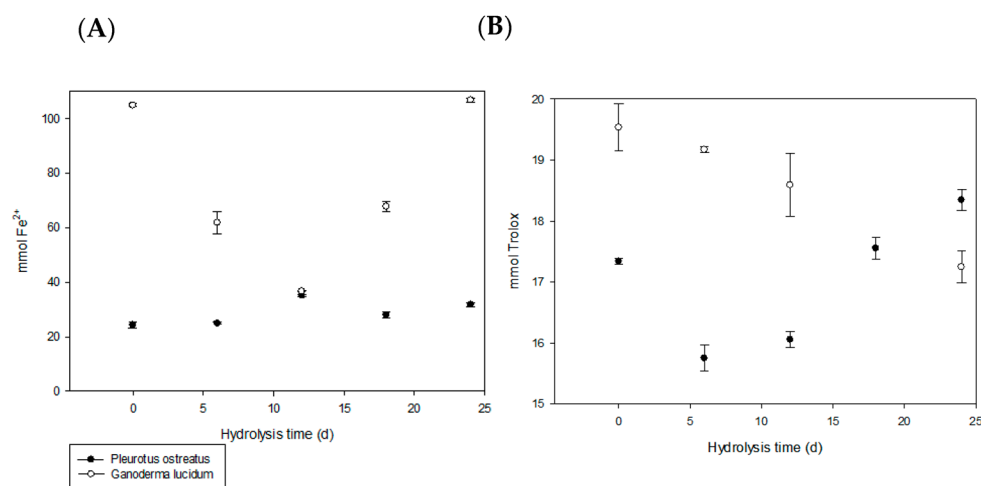 (A)
(B)
100
80
60
40
20
0
mmol Fe2+
0 5 10 15 20 25
Hydrolysis time (d)
Pleurotus ostreatus
Ganoderma lucidum
20
19
18
17
16
15
mmol Trolox
0 5 10 15 20 25
Hydrolysis time (d)